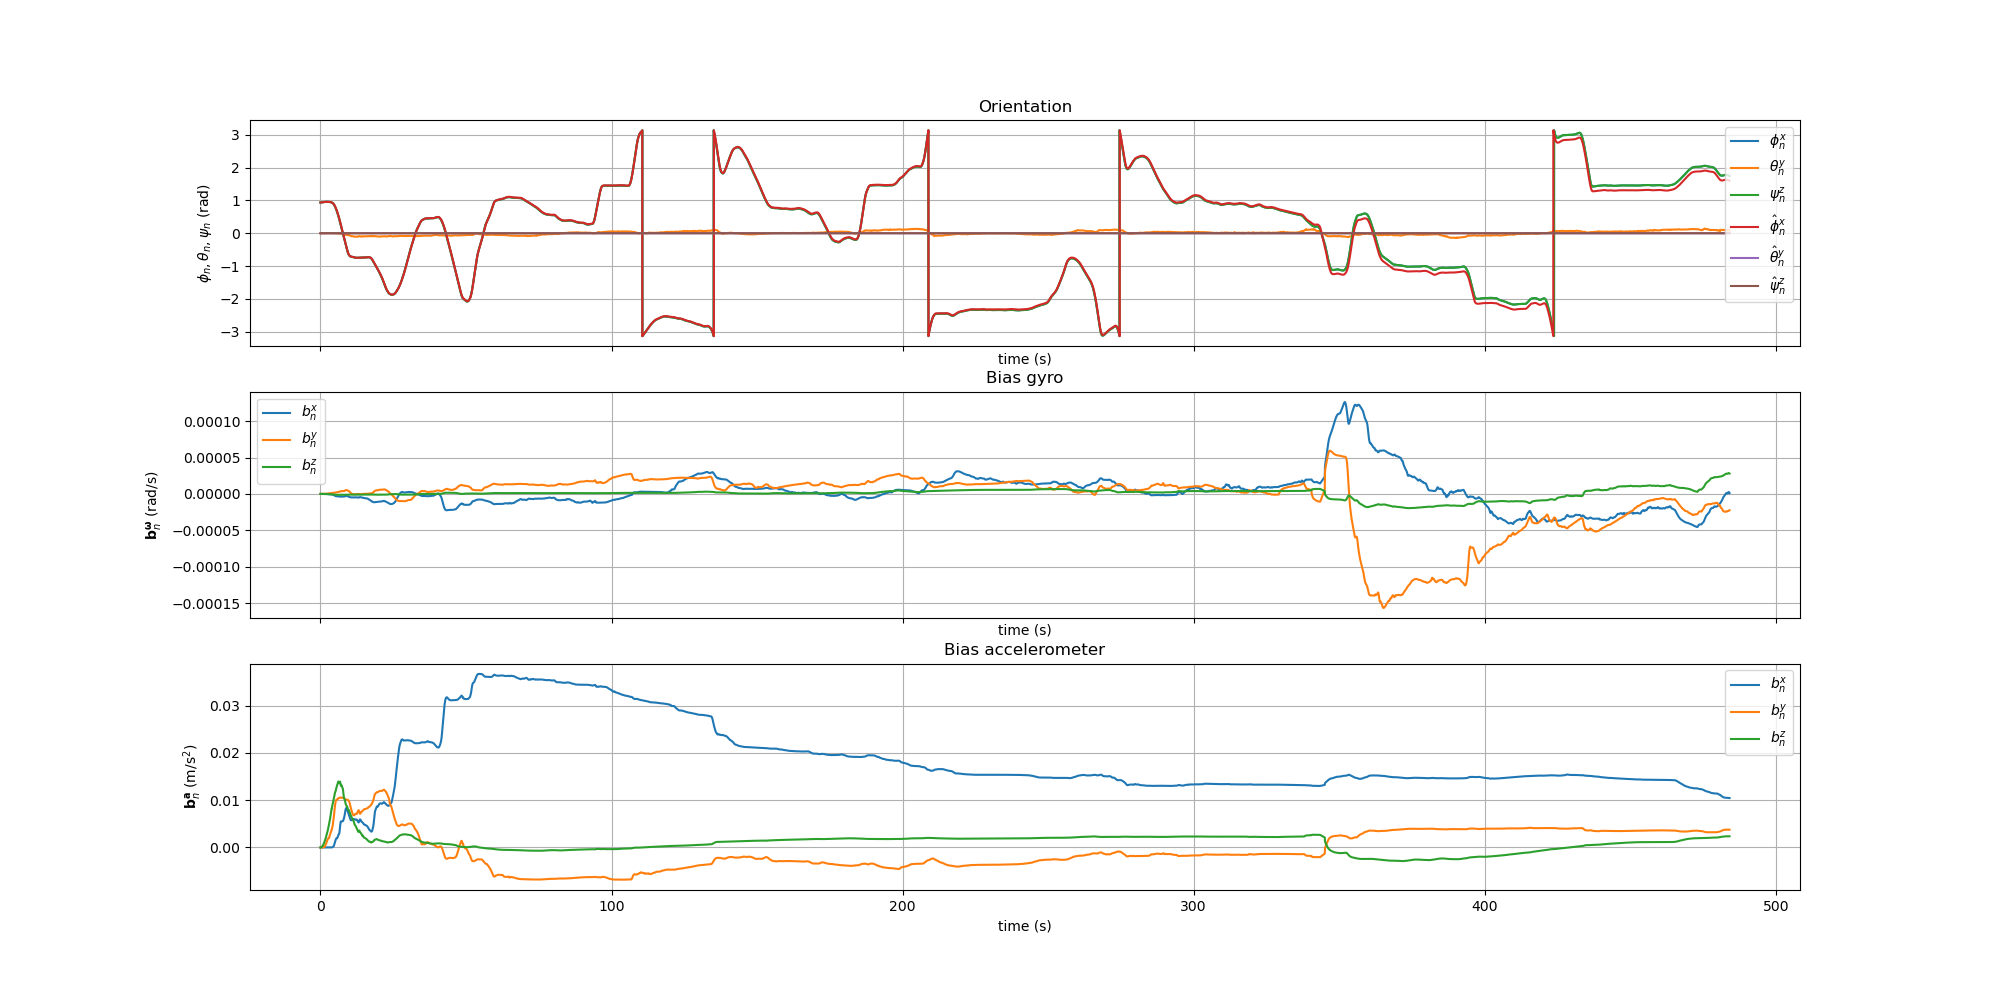 Orientation
ϕₙ, θₙ, ψₙ (rad)
3
2
1
0
−1
−2
−3
ϕₙˣ
θₙʸ
ψₙᶻ
ϕ̂ₙˣ
θ̂ₙʸ
ψ̂ₙᶻ
time (s)
Bias gyro
bₙ^ω (rad/s)
0.00010
0.00005
0.00000
−0.00005
−0.00010
−0.00015
bₙˣ
bₙʸ
bₙᶻ
time (s)
Bias accelerometer
bₙᵃ (m/s²)
0.03
0.02
0.01
0.00
bₙˣ
bₙʸ
bₙᶻ
0 100 200 300 400 500
time (s)